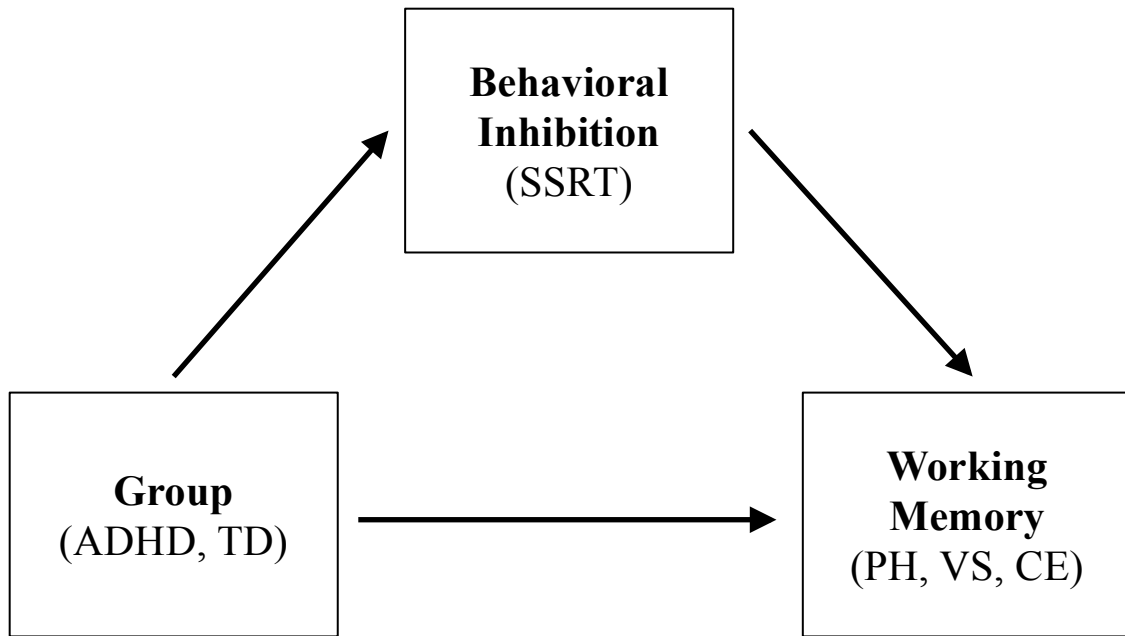 Behavioral
Inhibition
(SSRT)
Group
(ADHD, TD)
Working
Memory
(PH, VS, CE)